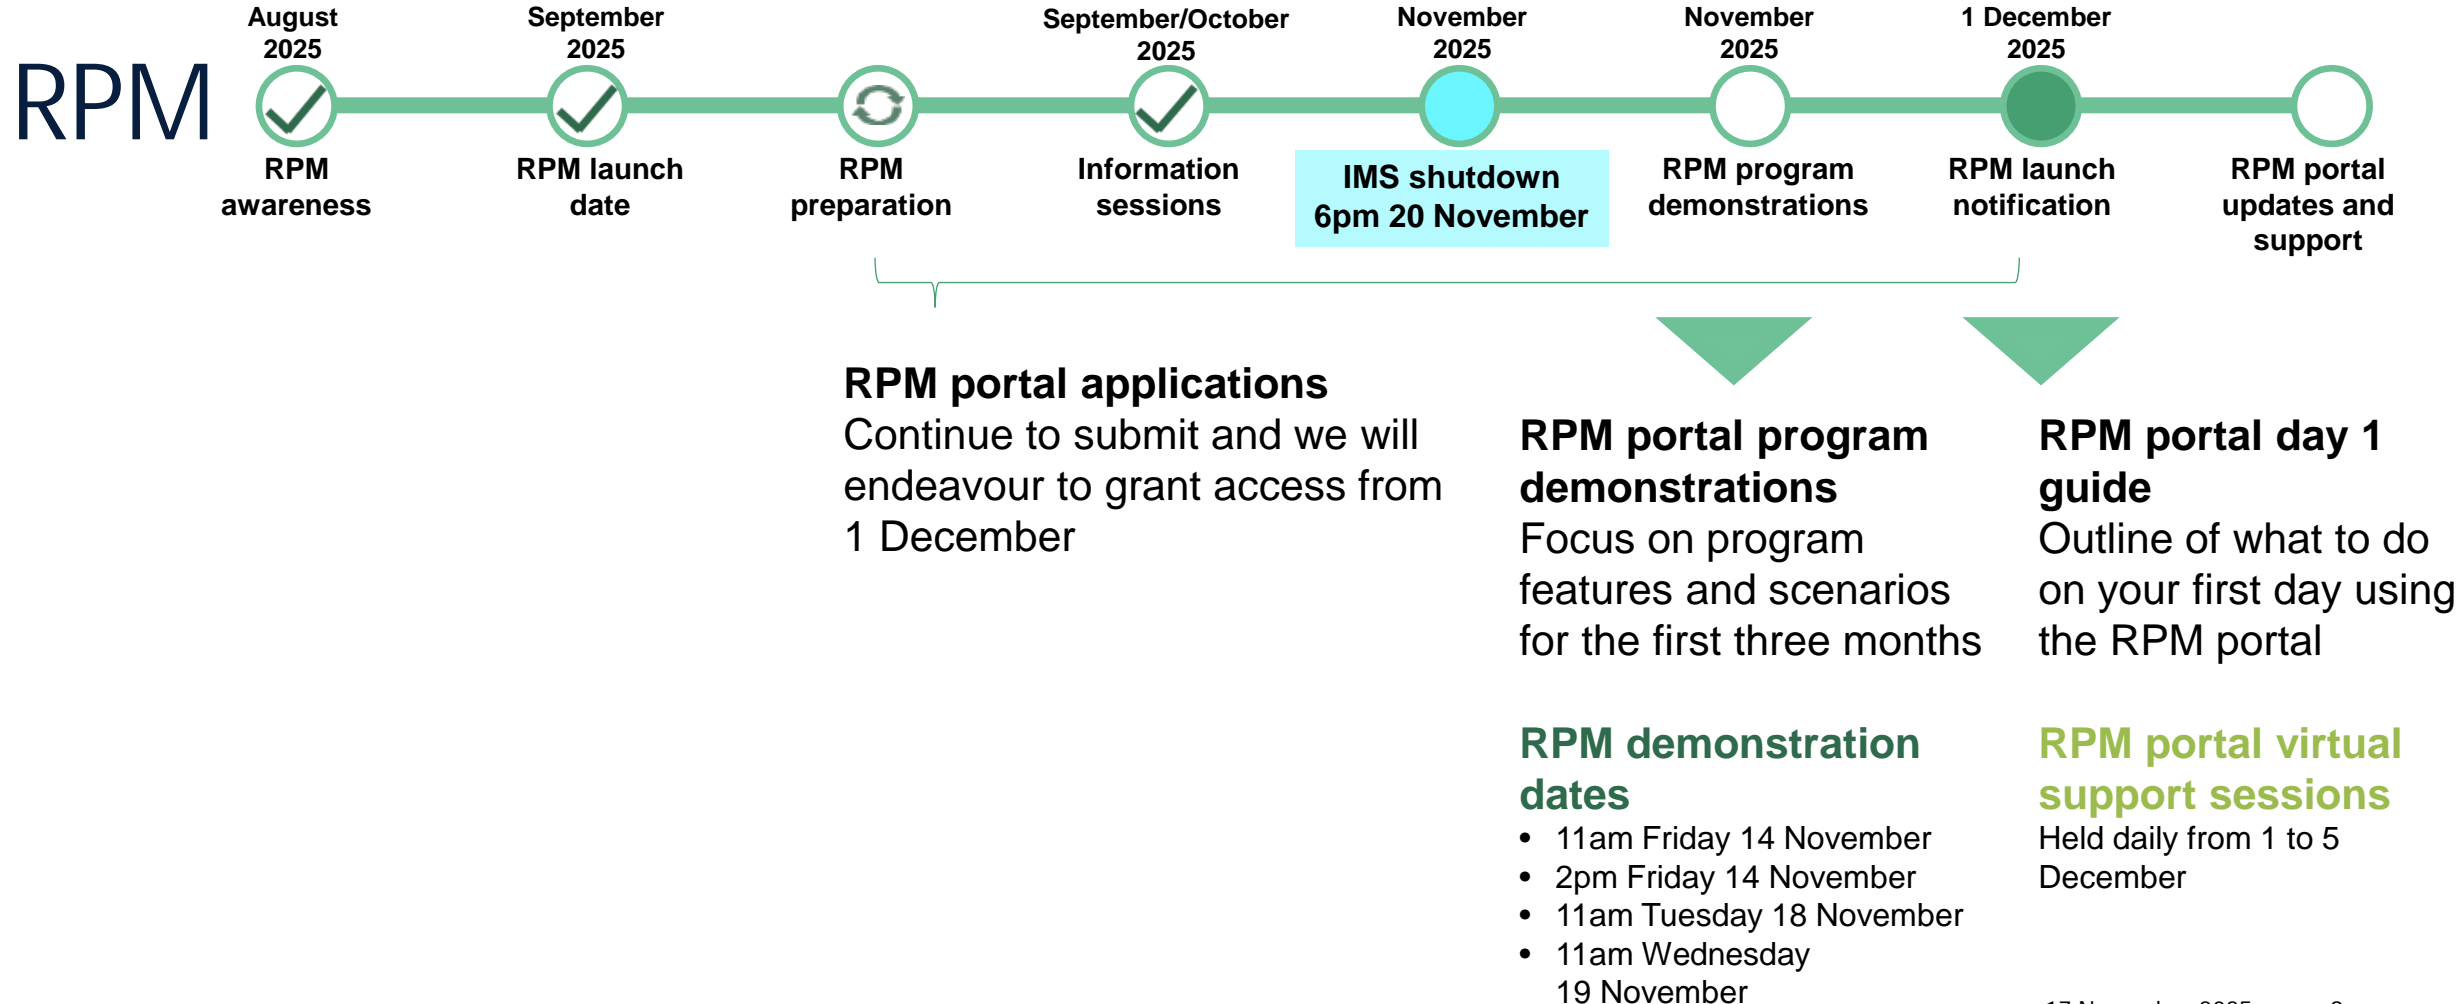 RPM
August
2025
RPM
awareness
September
2025
RPM launch
date
RPM
preparation
September/October
2025
Information
sessions
November
2025
IMS shutdown
6pm 20 November
November
2025
RPM program
demonstrations
1 December
2025
RPM launch
notification
RPM portal
updates and
support
RPM portal applications
Continue to submit and we will
endeavour to grant access from
1 December
RPM portal program
demonstrations
Focus on program
features and scenarios
for the first three months
RPM demonstration
dates
• 11am Friday 14 November
• 2pm Friday 14 November
• 11am Tuesday 18 November
• 11am Wednesday
19 November
RPM portal day 1
guide
Outline of what to do
on your first day using
the RPM portal
RPM portal virtual
support sessions
Held daily from 1 to 5
December